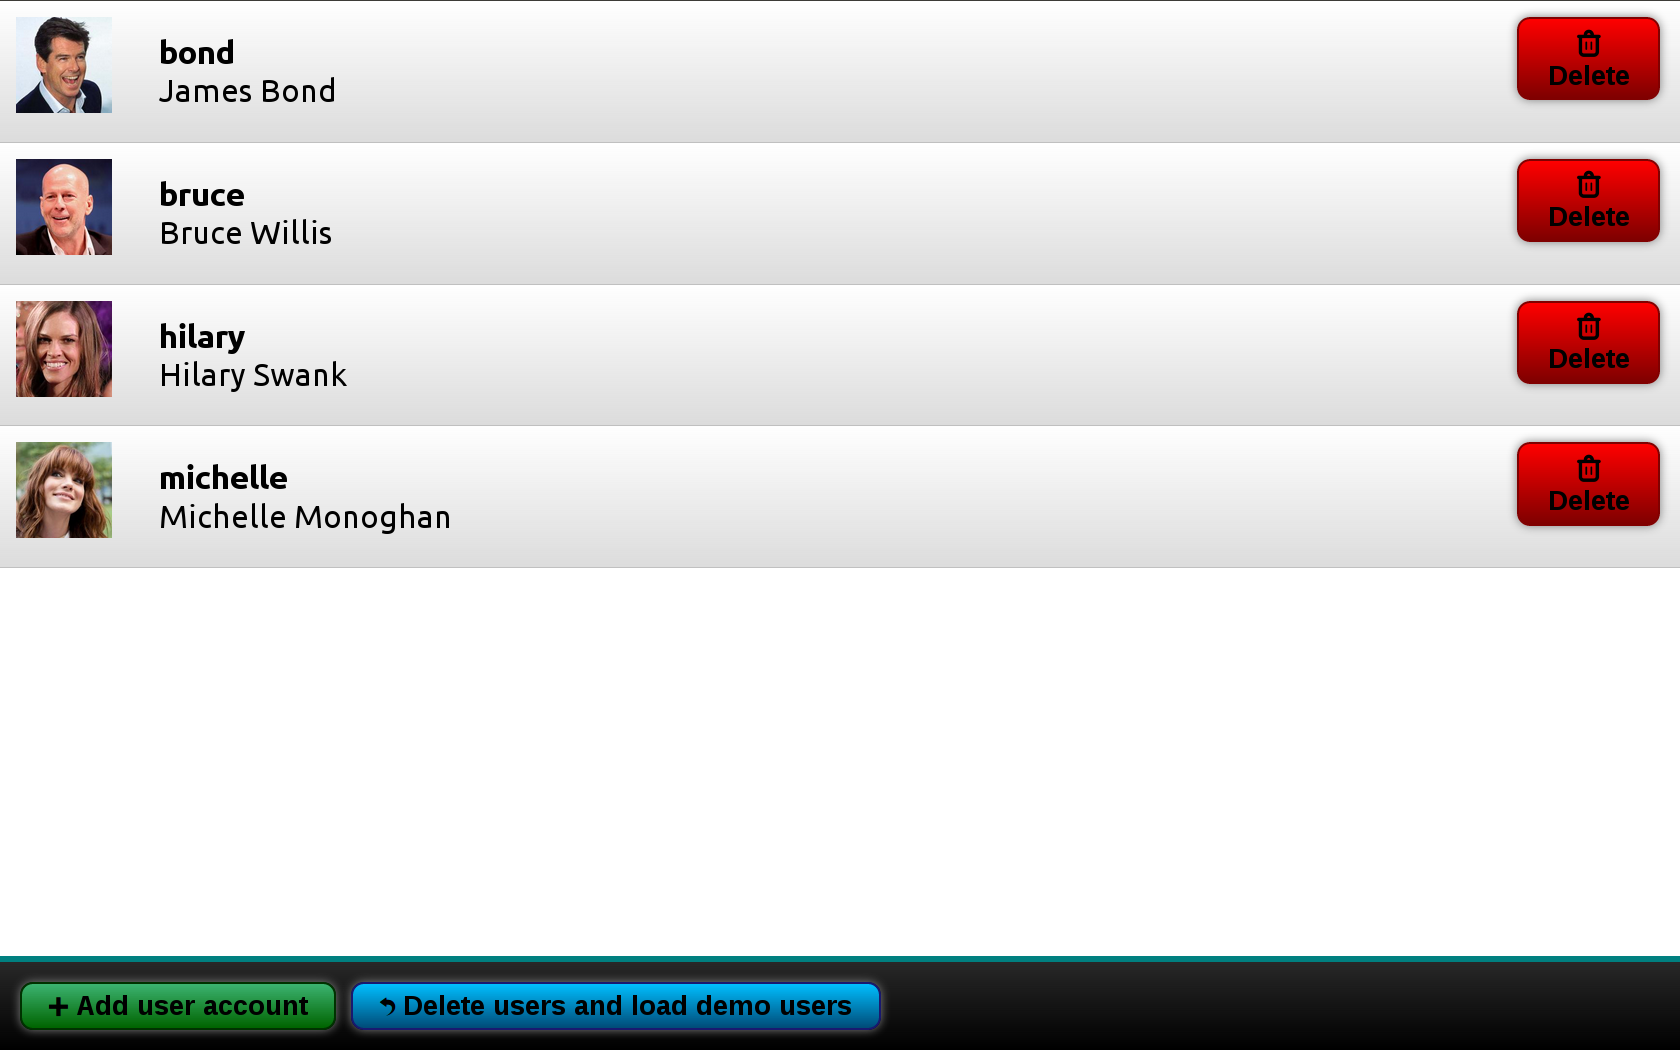 bond
James Bond
Delete
bruce
Bruce Willis
Delete
hilary
Hilary Swank
Delete
michelle
Michelle Monoghan
Delete
Add user account
Delete users and load demo users